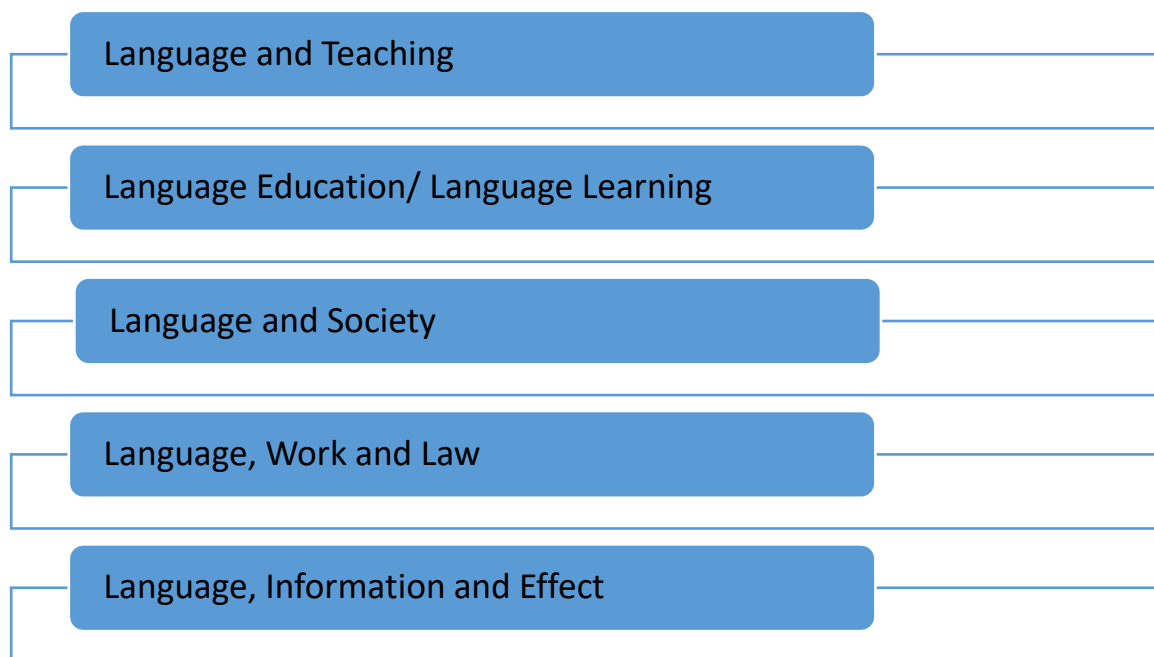 Language and Teaching
Language Education/ Language Learning
Language and Society
Language, Work and Law
Language, Information and Effect